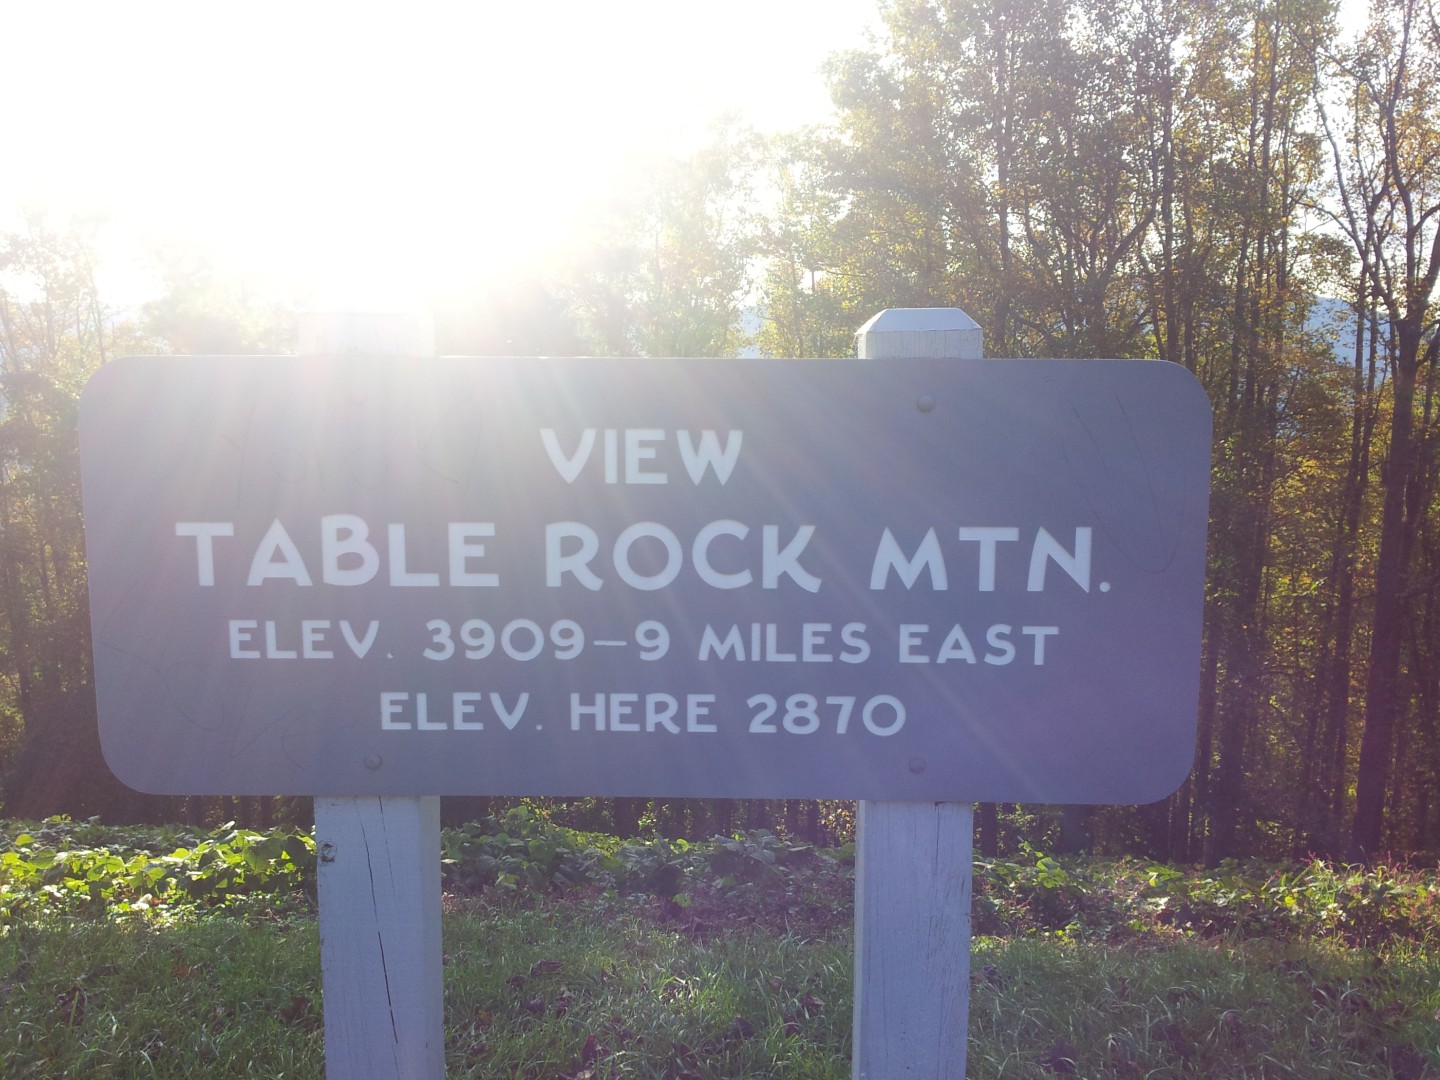 VIEW
TABLE ROCK MTN.
ELEV. 3909-9 MILES EAST
ELEV. HERE 2870